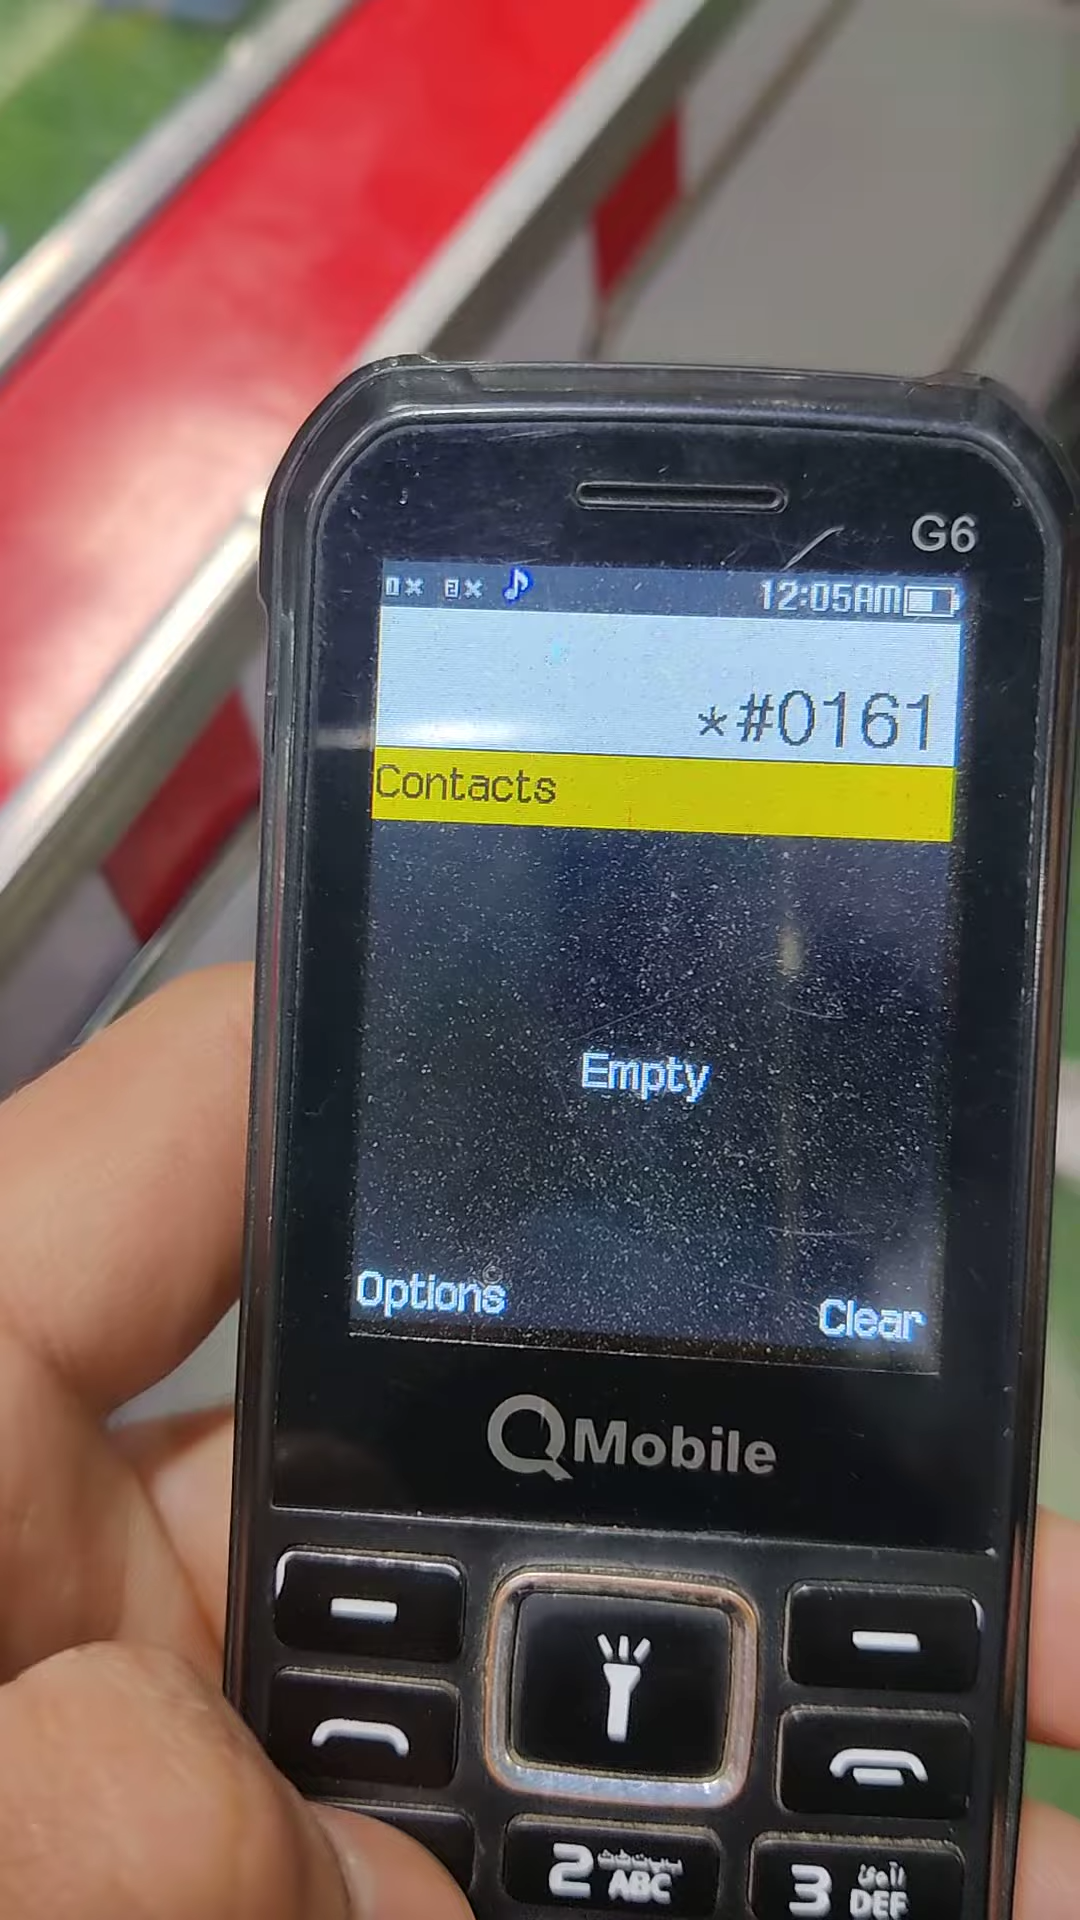 G6
12:05AM
*#0161
Contacts
Empty
Options
Clear
QMobile
2 ABC
3 DEF